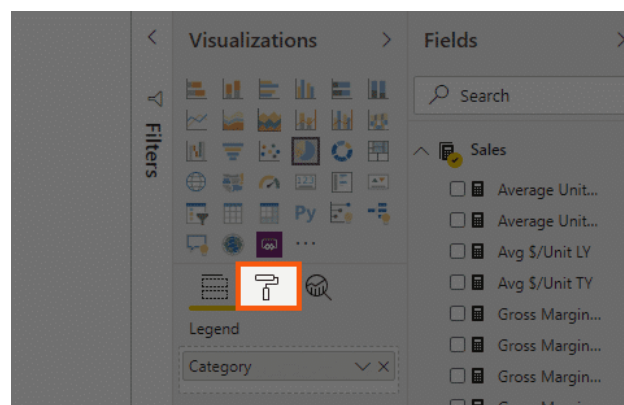 Visualizations
Fields
Filters
Search
Sales
123
Py
Average Unit...
Average Unit...
Avg $/Unit LY
Avg $/Unit TY
Gross Margin...
Gross Margin...
Gross Margin...
Legend
Category